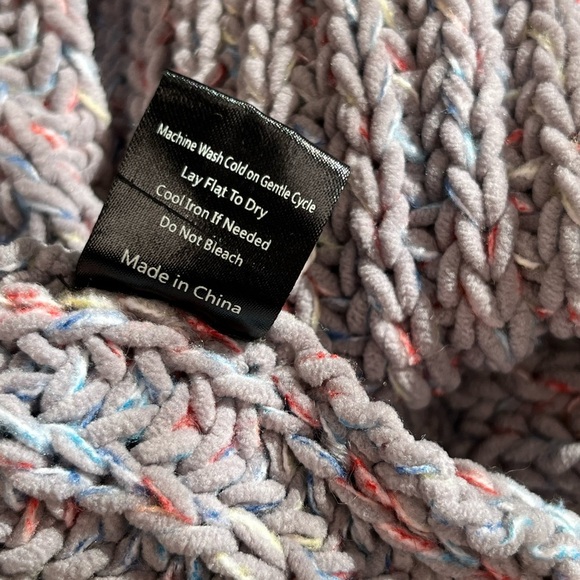 Machine Wash Cold on Gentle Cycle
Lay Flat To Dry
Cool Iron If Needed
Do Not Bleach
Made in China